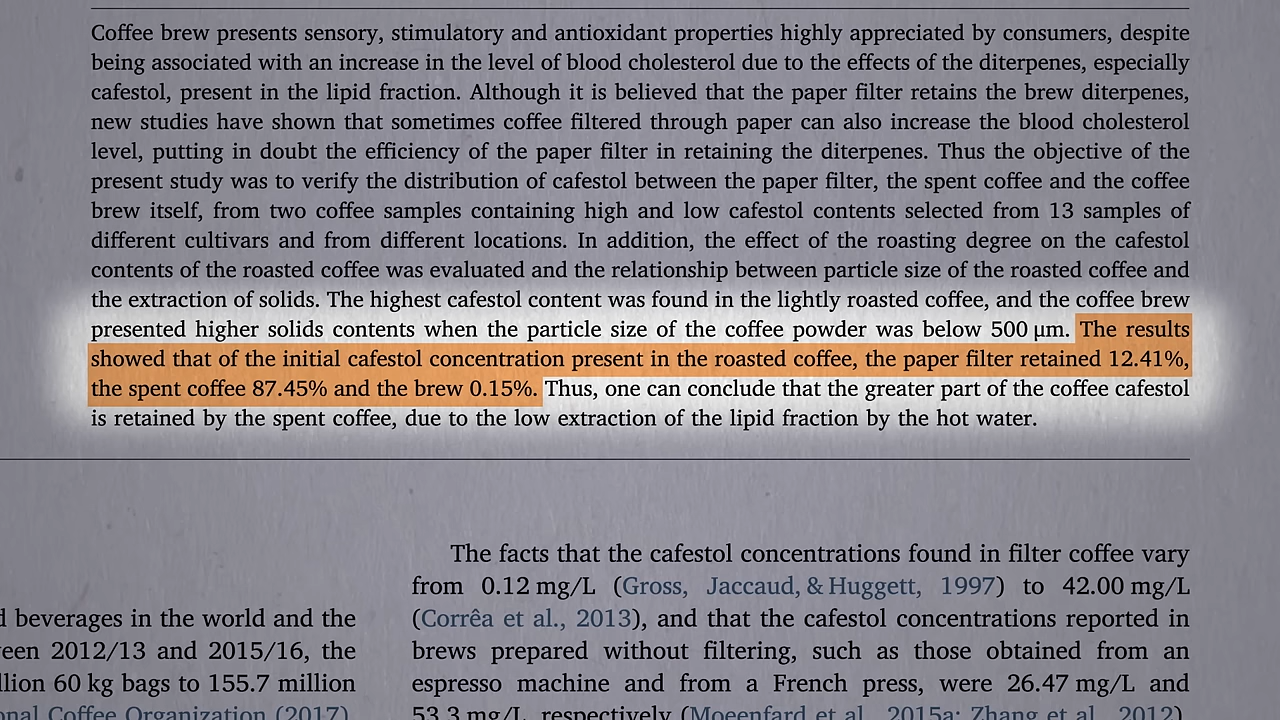 Coffee brew presents sensory, stimulatory and antioxidant properties highly appreciated by consumers, despite
being associated with an increase in the level of blood cholesterol due to the effects of the diterpenes, especially
cafestol, present in the lipid fraction. Although it is believed that the paper filter retains the brew diterpenes,
new studies have shown that sometimes coffee filtered through paper can also increase the blood cholesterol
level, putting in doubt the efficiency of the paper filter in retaining the diterpenes. Thus the objective of the
present study was to verify the distribution of cafestol between the paper filter, the spent coffee and the coffee
brew itself, from two coffee samples containing high and low cafestol contents selected from 13 samples of
different cultivars and from different locations. In addition, the effect of the roasting degree on the cafestol
contents of the roasted coffee was evaluated and the relationship between particle size of the roasted coffee and
the extraction of solids. The highest cafestol content was found in the lightly roasted coffee, and the coffee brew
presented higher solids contents when the particle size of the coffee powder was below 500 μm. The results
showed that of the initial cafestol concentration present in the roasted coffee, the paper filter retained 12.41%,
the spent coffee 87.45% and the brew 0.15%. Thus, one can conclude that the greater part of the coffee cafestol
is retained by the spent coffee, due to the low extraction of the lipid fraction by the hot water.
d beverages in the world and the
een 2012/13 and 2015/16, the
llion 60 kg bags to 155.7 million
onal Coffee Organization (2017).
The facts that the cafestol concentrations found in filter coffee vary
from 0.12 mg/L (Gross, Jaccaud, & Huggett, 1997) to 42.00 mg/L
(Corrêa et al., 2013), and that the cafestol concentrations reported in
brews prepared without filtering, such as those obtained from an
espresso machine and from a French press, were 26.47 mg/L and
53.3 mg/L, respectively (Moeenfard et al., 2015a; Zhang et al., 2012).